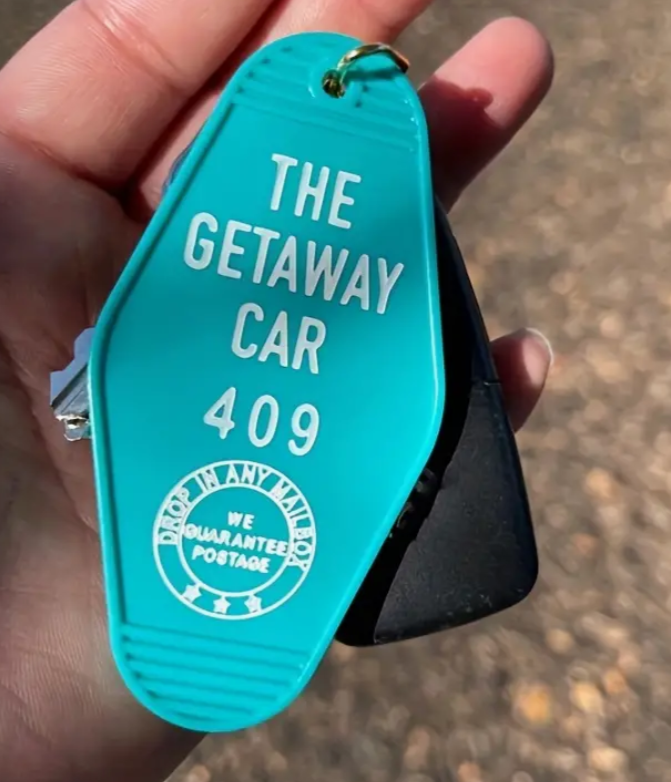 THE
GETAWAY
CAR
409
DROP IN ANY MAILBOX
WE
GUARANTEE
POSTAGE